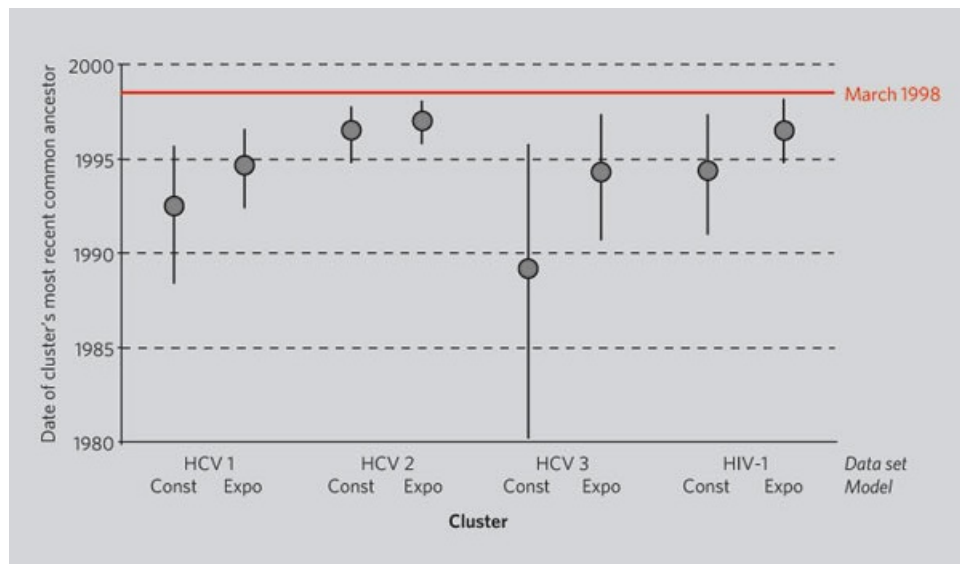 Date of cluster's most recent common ancestor
2000
1995
1990
1985
1980
March 1998
HCV 1 HCV 2 HCV 3 HIV-1 Data set
Const Expo Const Expo Const Expo Const Expo Model
Cluster